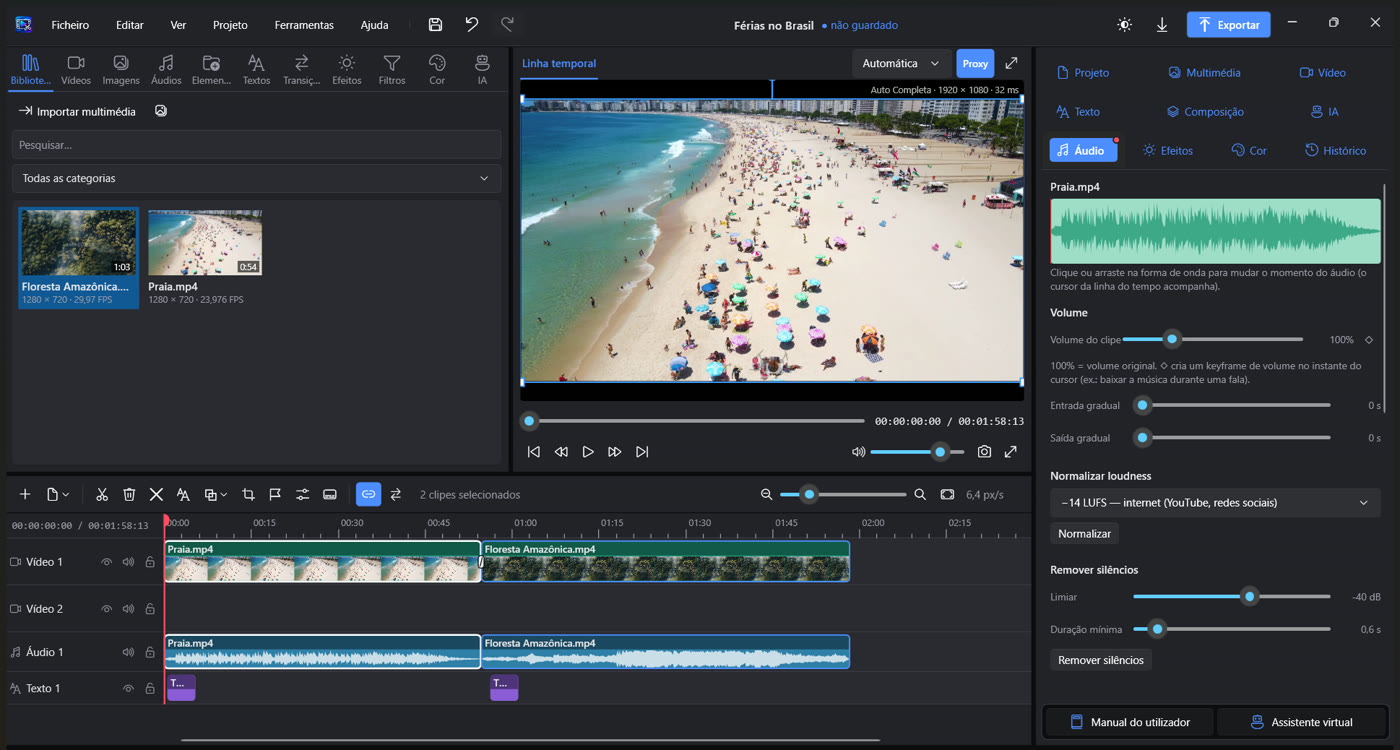 Ficheiro Editar Ver Projeto Ferramentas Ajuda
Férias no Brasil • não guardado
Exportar
Bibliote... Vídeos Imagens Áudios Elemen... Textos Transiç... Efeitos Filtros Cor IA
Importar multimédia
Pesquisar...
Todas as categorias
1:03
Floresta Amazônica....
1280 × 720 · 29,97 FPS
0:54
Praia.mp4
1280 × 720 · 23,976 FPS
Linha temporal
Automática
Proxy
Auto Completa · 1920 × 1080 · 32 ms
00:00:00:00 / 00:01:58:13
Projeto Multimédia Vídeo
Texto Composição IA
Áudio Efeitos Cor Histórico
Praia.mp4
Clique ou arraste na forma de onda para mudar o momento do áudio (o
cursor da linha do tempo acompanha).
Volume
Volume do clipe 100%
100% = volume original. ◇ cria um keyframe de volume no instante do
cursor (ex.: baixar a música durante uma fala).
Entrada gradual 0 s
Saída gradual 0 s
Normalizar loudness
−14 LUFS — internet (YouTube, redes sociais)
Normalizar
Remover silêncios
Limiar -40 dB
Duração mínima 0,6 s
Remover silêncios
Manual do utilizador
Assistente virtual
2 clipes selecionados
6,4 px/s
00:00:00:00 / 00:01:58:13
00:00 00:15 00:30 00:45 01:00 01:15 01:30 01:45 02:00 02:15
Vídeo 1
Praia.mp4
Floresta Amazônica.mp4
Vídeo 2
Áudio 1
Praia.mp4
Floresta Amazônica.mp4
Texto 1
T...
T...